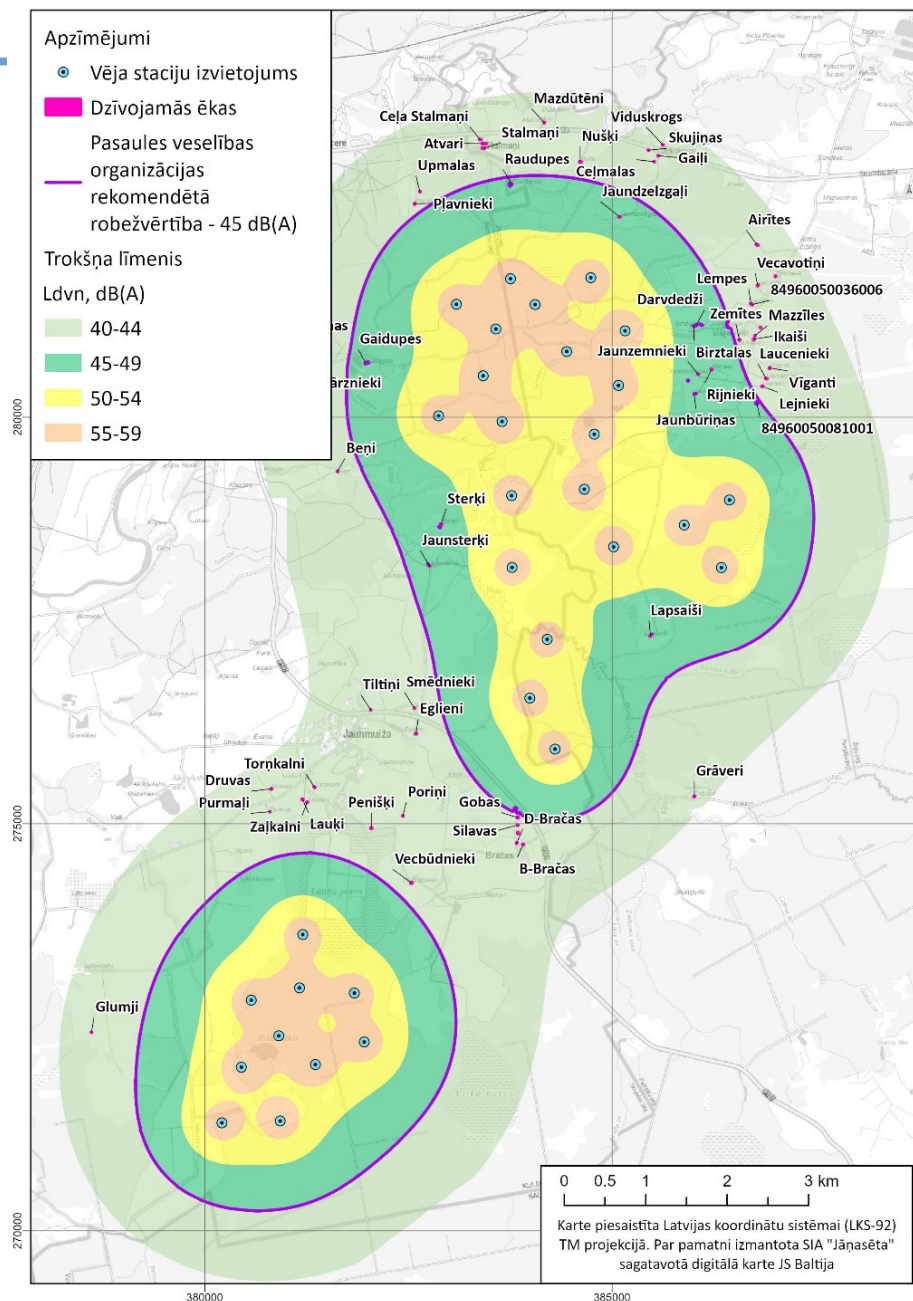 Apzīmējumi
Vēja staciju izvietojums
Dzīvojamās ēkas
Pasaules veselības
organizācijas
rekomendētā
robežvērtība - 45 dB(A)
Trokšņa līmenis
Ldvn, dB(A)
40-44
45-49
50-54
55-59
Mazdūtēni
Ceļa Stalmaņi
Viduskrogs
Atvari
Stalmaņi
Nuški
Skujiņas
Upmalas
Raudupes
Gaiļi
Ceļmalas
Pļavnieki
Jaundzelzgaļi
Airītes
Vecavotiņi
Lempes
84960050036006
Darvdedži
Zemītes
Mazzīles
Gaidupes
Ikaiši
Jaunzemnieki
Birztalas
Laucenieki
Vīganti
Rijnieki
Lejnieki
Jaunbūriņas
84960050081001
Beņi
Sterķi
Jaunsterķi
Lapsaiši
Tiltiņi
Smēdnieki
Eglieni
Jaunmuiža
Torņkalni
Grāveri
Druvas
Poriņi
Purmaļi
Penišķi
Gobas
D-Bračas
Zaļkalni
Lauķi
Silavas
Bračas
Vecbūdnieki
B-Bračas
Glumji
280000
275000
270000
380000
385000
0 0.5 1 2 3 km
Karte piesaistīta Latvijas koordinātu sistēmai (LKS-92)
TM projekcijā. Par pamatni izmantota SIA "Jāņasēta"
sagatavotā digitālā karte JS Baltija